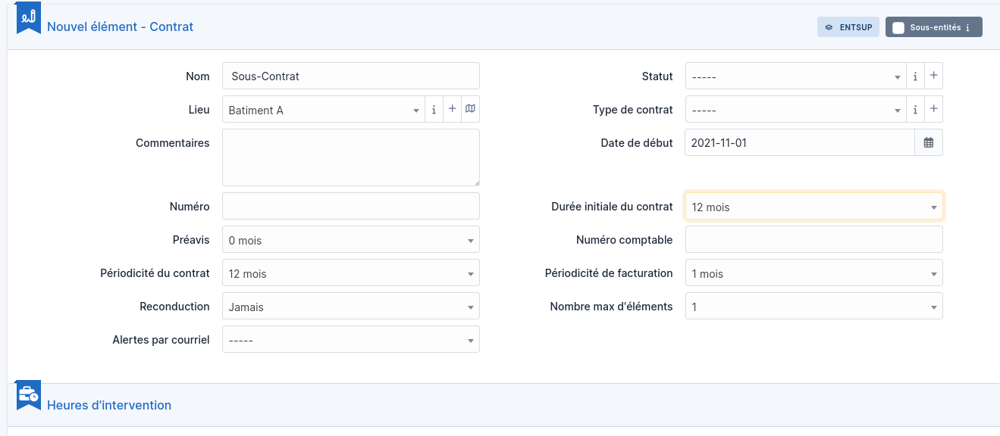 Nouvel élément - Contrat
ENTSUP
Sous-entités i
Nom Sous-Contrat
Statut -----
Lieu Batiment A
Type de contrat -----
Commentaires
Date de début 2021-11-01
Numéro
Durée initiale du contrat 12 mois
Préavis 0 mois
Numéro comptable
Périodicité du contrat 12 mois
Périodicité de facturation 1 mois
Reconduction Jamais
Nombre max d'éléments 1
Alertes par courriel -----
Heures d'intervention